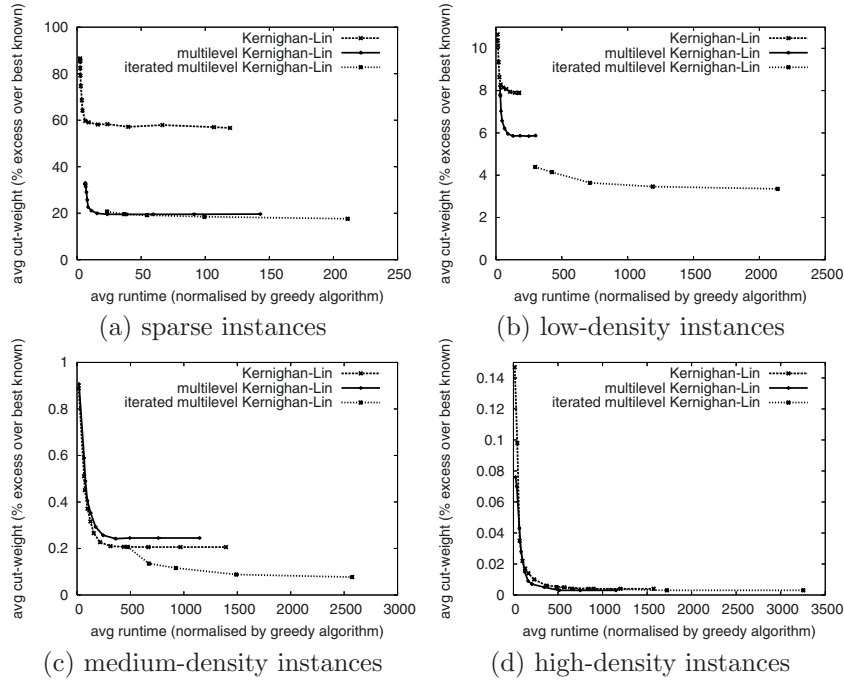 avg cut-weight (% excess over best known)
100
80
60
40
20
0
Kernighan-Lin
multilevel Kernighan-Lin
iterated multilevel Kernighan-Lin
0 50 100 150 200 250
avg runtime (normalised by greedy algorithm)
(a) sparse instances
avg cut-weight (% excess over best known)
10
8
6
4
2
0
Kernighan-Lin
multilevel Kernighan-Lin
iterated multilevel Kernighan-Lin
0 500 1000 1500 2000 2500
avg runtime (normalised by greedy algorithm)
(b) low-density instances
avg cut-weight (% excess over best known)
1
0.8
0.6
0.4
0.2
0
Kernighan-Lin
multilevel Kernighan-Lin
iterated multilevel Kernighan-Lin
0 500 1000 1500 2000 2500 3000
avg runtime (normalised by greedy algorithm)
(c) medium-density instances
avg cut-weight (% excess over best known)
0.14
0.12
0.1
0.08
0.06
0.04
0.02
0
Kernighan-Lin
multilevel Kernighan-Lin
iterated multilevel Kernighan-Lin
0 500 1000 1500 2000 2500 3000 3500
avg runtime (normalised by greedy algorithm)
(d) high-density instances